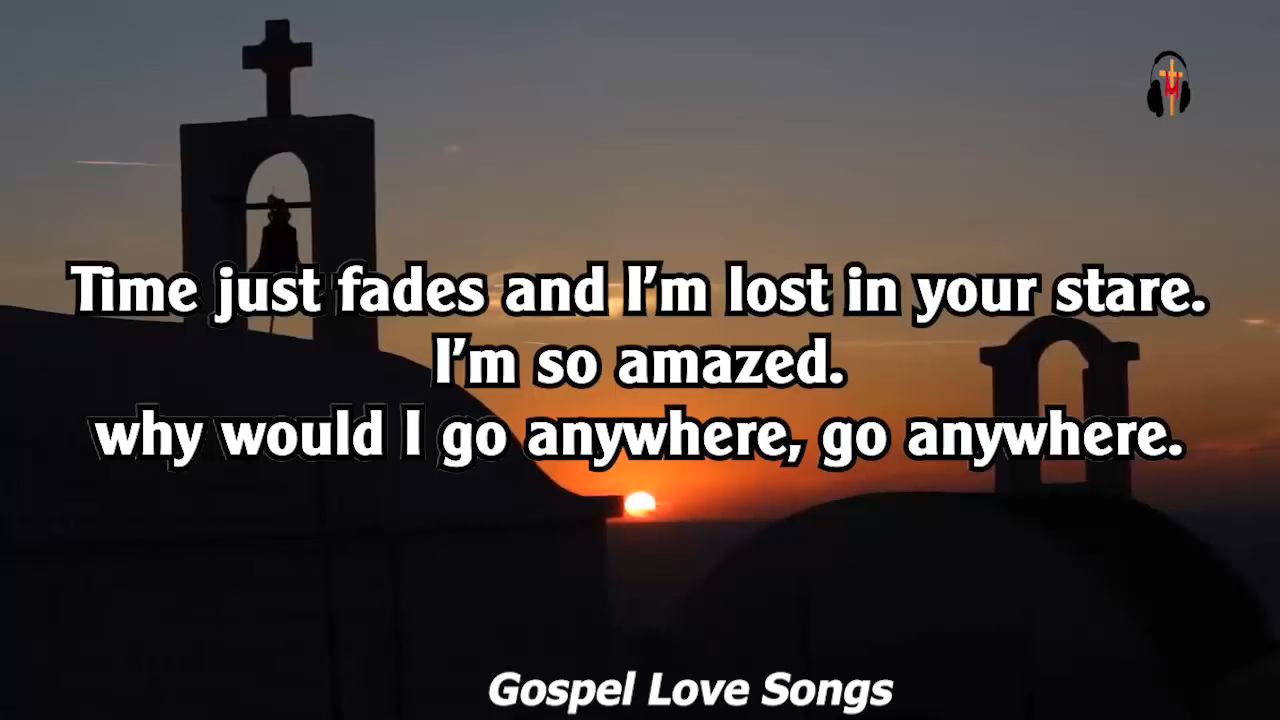 Time just fades and I'm lost in your stare.
I'm so amazed.
why would I go anywhere, go anywhere.
Gospel Love Songs